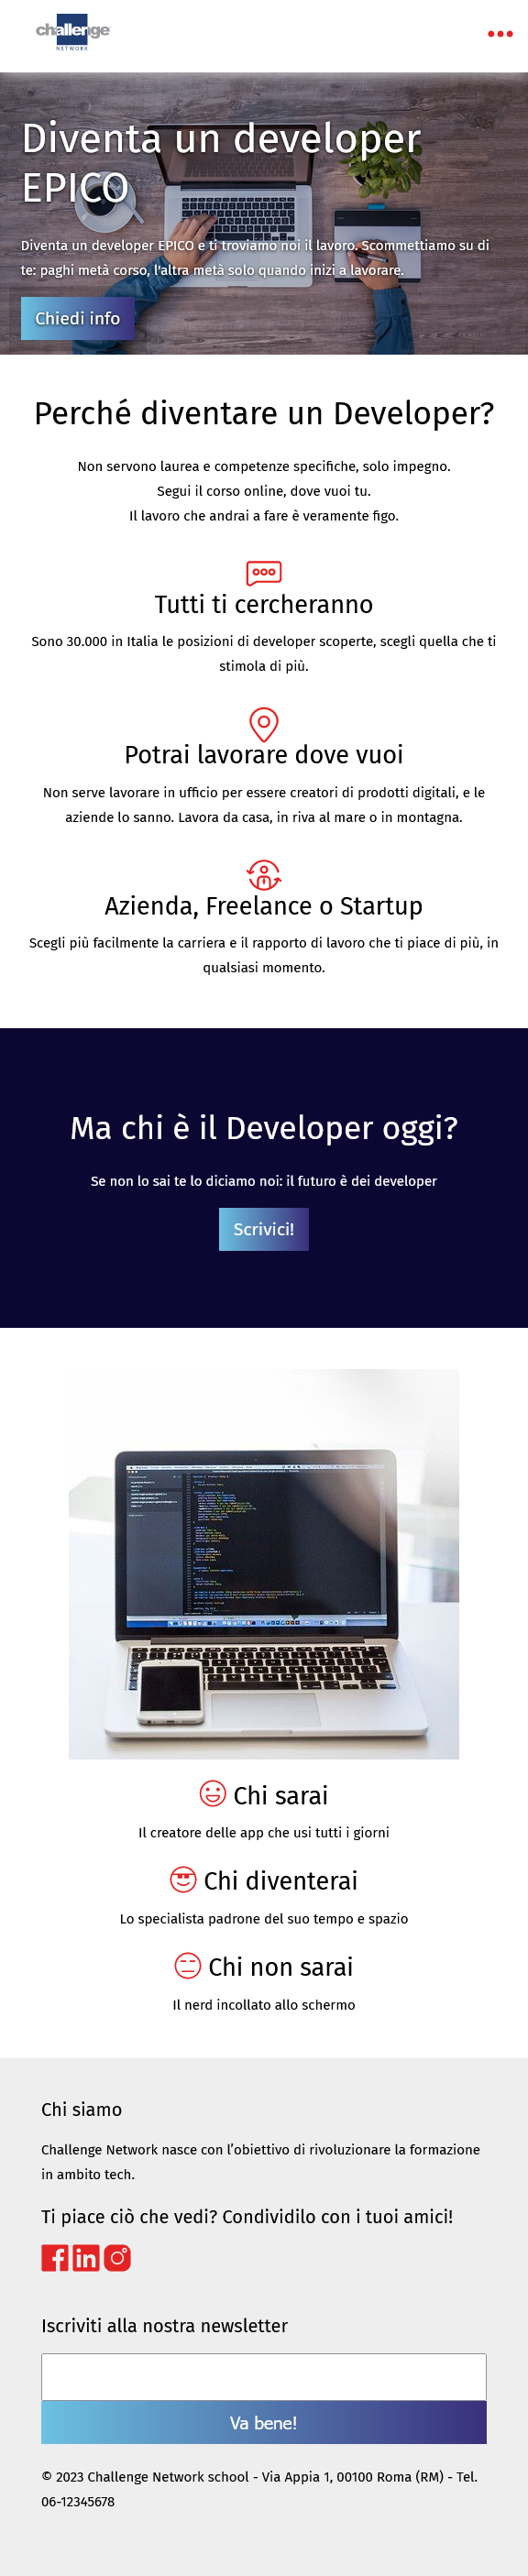 challenge
NETWORK
Diventa un developer
EPICO
Diventa un developer EPICO e ti troviamo noi il lavoro. Scommettiamo su di
te: paghi metà corso, l'altra metà solo quando inizi a lavorare.
Chiedi info
Perché diventare un Developer?
Non servono laurea e competenze specifiche, solo impegno.
Segui il corso online, dove vuoi tu.
Il lavoro che andrai a fare è veramente figo.
Tutti ti cercheranno
Sono 30.000 in Italia le posizioni di developer scoperte, scegli quella che ti
stimola di più.
Potrai lavorare dove vuoi
Non serve lavorare in ufficio per essere creatori di prodotti digitali, e le
aziende lo sanno. Lavora da casa, in riva al mare o in montagna.
Azienda, Freelance o Startup
Scegli più facilmente la carriera e il rapporto di lavoro che ti piace di più, in
qualsiasi momento.
Ma chi è il Developer oggi?
Se non lo sai te lo diciamo noi: il futuro è dei developer
Scrivici!
Chi sarai
Il creatore delle app che usi tutti i giorni
Chi diventerai
Lo specialista padrone del suo tempo e spazio
Chi non sarai
Il nerd incollato allo schermo
Chi siamo
Challenge Network nasce con l’obiettivo di rivoluzionare la formazione
in ambito tech.
Ti piace ciò che vedi? Condividilo con i tuoi amici!
Iscriviti alla nostra newsletter
Va bene!
© 2023 Challenge Network school - Via Appia 1, 00100 Roma (RM) - Tel.
06-12345678